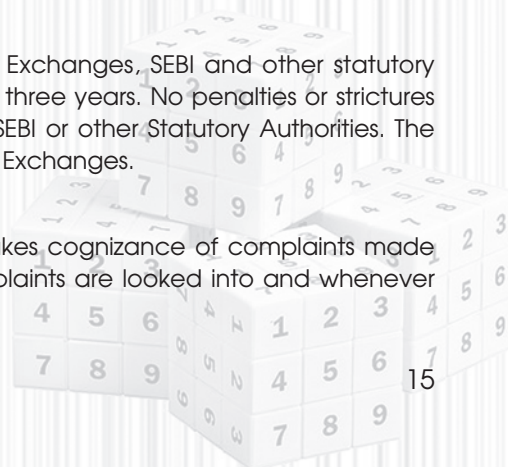 Exchanges, SEBI and other statutory
three years. No penalties or strictures
SEBI or other Statutory Authorities. The
Exchanges.
akes cognizance of complaints made
plaints are looked into and whenever
15